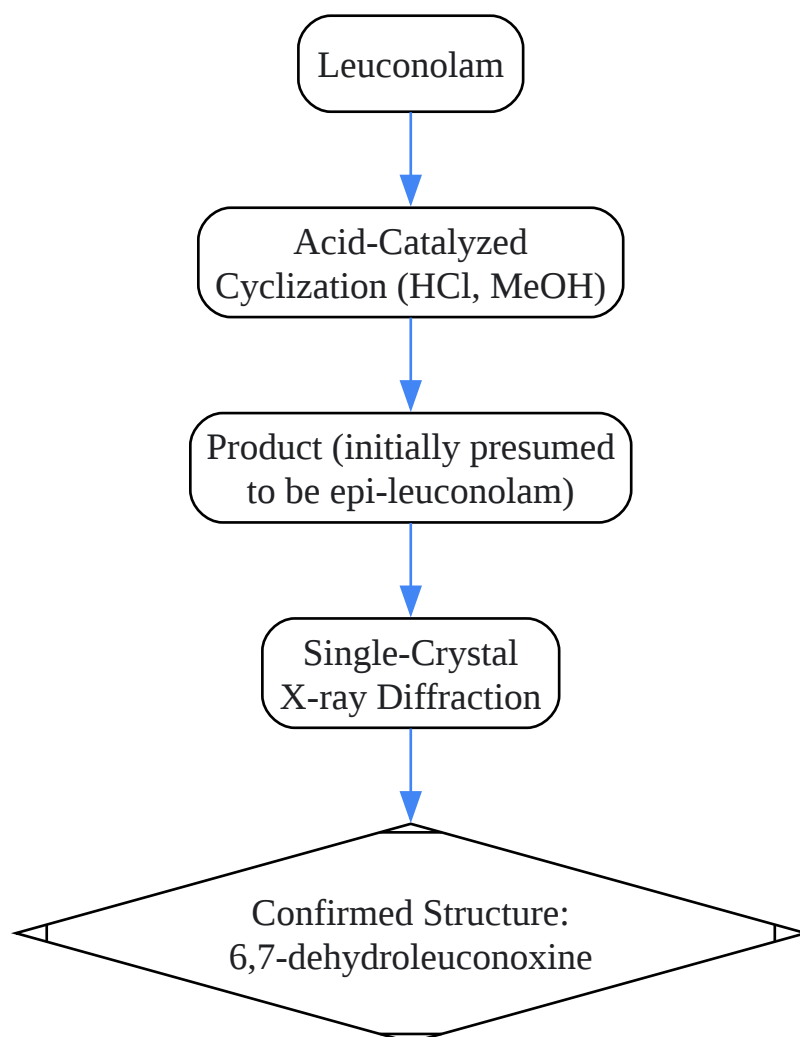 Leuconolam
Acid-Catalyzed
Cyclization (HCl, MeOH)
Product (initially presumed
to be epi-leuconolam)
Single-Crystal
X-ray Diffraction
Confirmed Structure:
6,7-dehydroleuconoxine